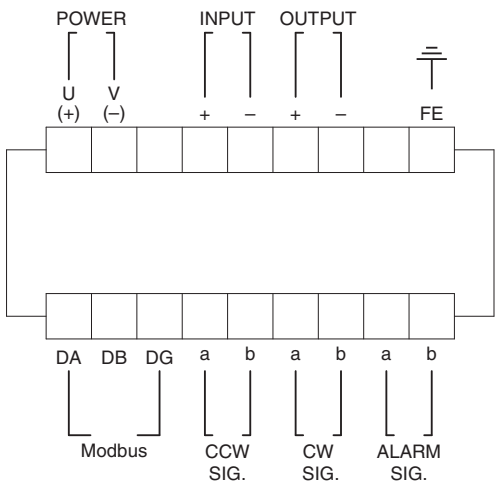 POWER INPUT OUTPUT
U V
(+) (–) + – + – FE
DA DB DG a b a b a b
Modbus CCW CW ALARM
SIG. SIG. SIG.